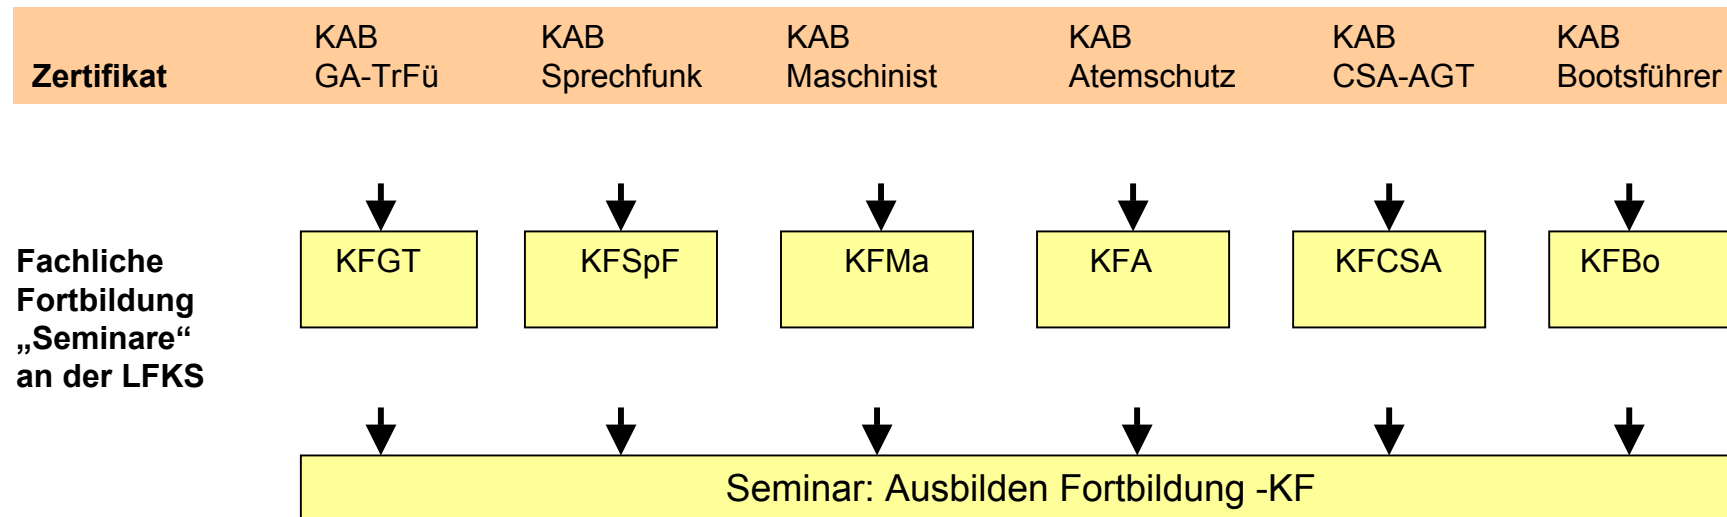 Zertifikat
KAB
GA-TrFü
KAB
Sprechfunk
KAB
Maschinist
KAB
Atemschutz
KAB
CSA-AGT
KAB
Bootsführer
Fachliche
Fortbildung
„Seminare“
an der LFKS
KFGT
KFSpF
KFMa
KFA
KFCSA
KFBo
Seminar: Ausbilden Fortbildung -KF